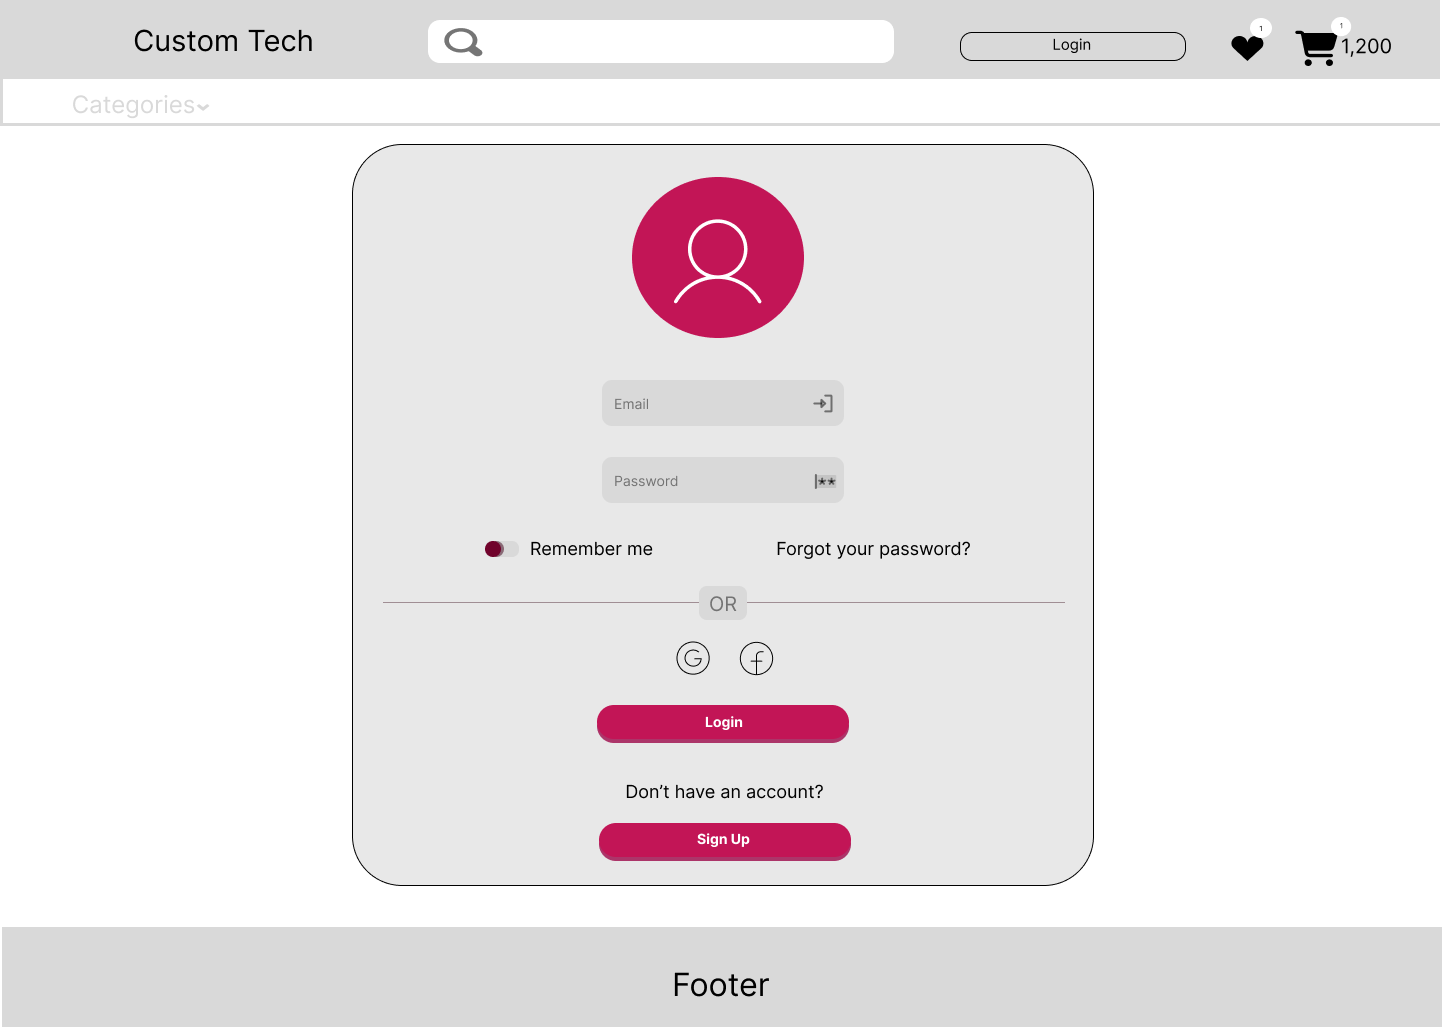 Custom Tech
Login
1
1
1,200
Categories
Email
Password
|**
Remember me
Forgot your password?
OR
G
f
Login
Don’t have an account?
Sign Up
Footer